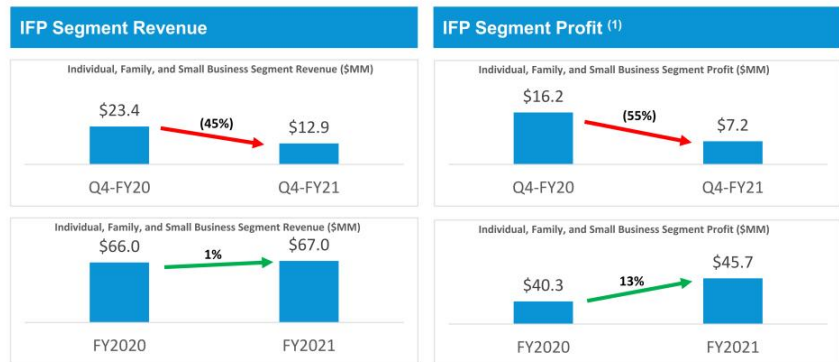 IFP Segment Revenue
Individual, Family, and Small Business Segment Revenue ($MM)
$23.4
(45%)
$12.9
Q4-FY20
Q4-FY21
Individual, Family, and Small Business Segment Revenue ($MM)
$66.0
1%
$67.0
FY2020
FY2021
IFP Segment Profit (1)
Individual, Family, and Small Business Segment Profit ($MM)
$16.2
(55%)
$7.2
Q4-FY20
Q4-FY21
Individual, Family, and Small Business Segment Profit ($MM)
$40.3
13%
$45.7
FY2020
FY2021